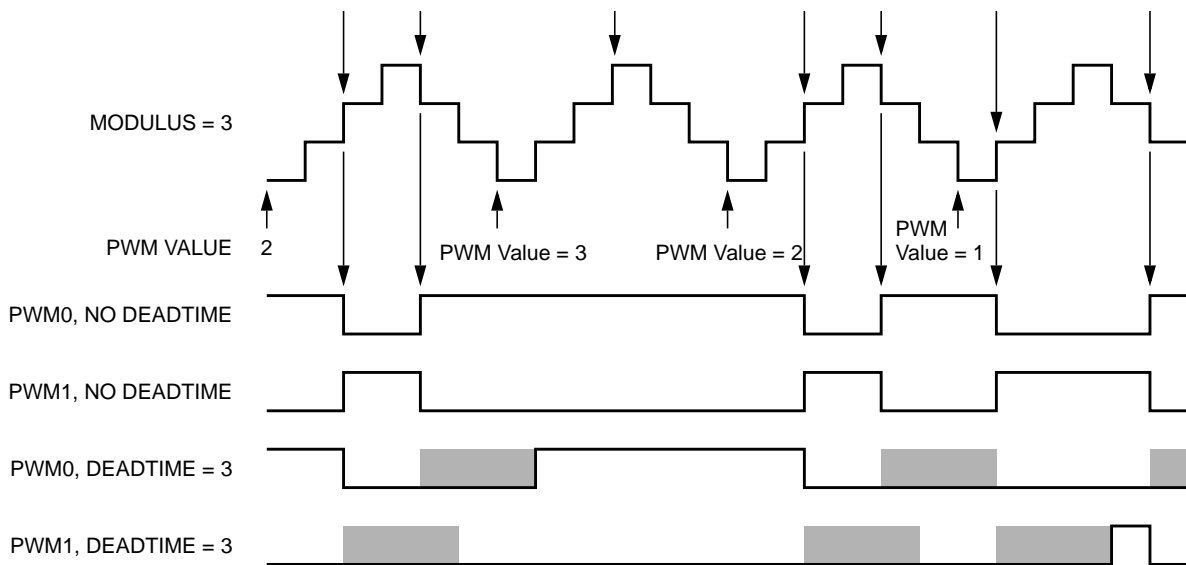 MODULUS = 3
PWM VALUE 2
PWM Value = 3
PWM Value = 2
PWM
Value = 1
PWM0, NO DEADTIME
PWM1, NO DEADTIME
PWM0, DEADTIME = 3
PWM1, DEADTIME = 3